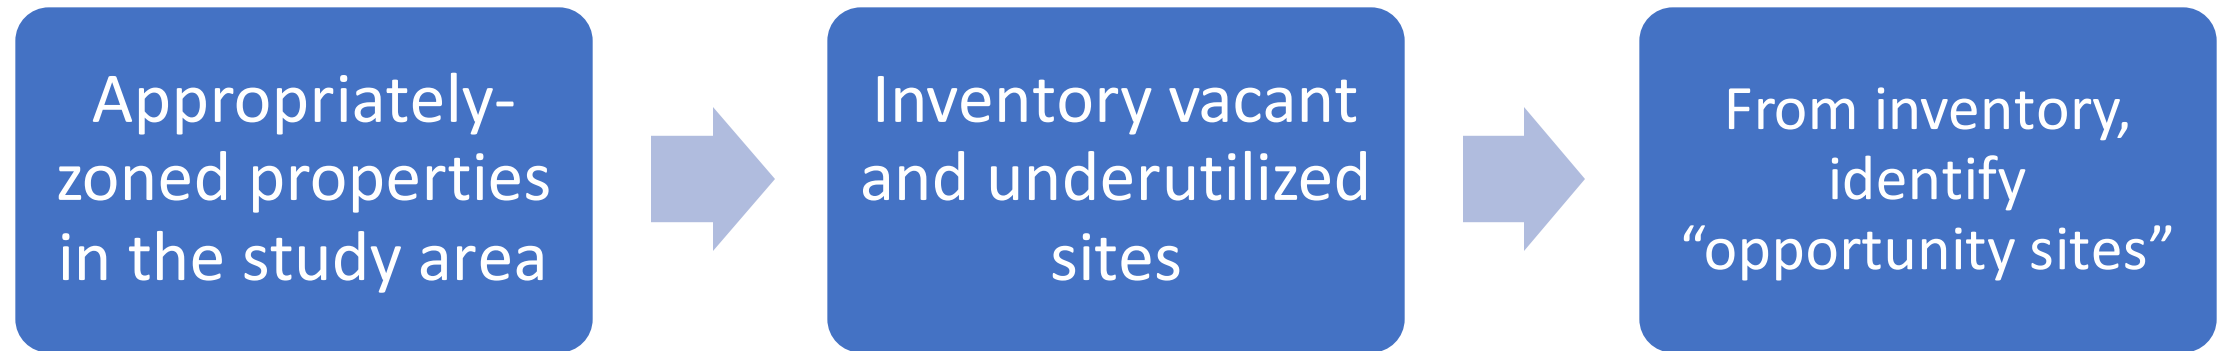 Appropriately-
zoned properties
in the study area
Inventory vacant
and underutilized
sites
From inventory,
identify
“opportunity sites”